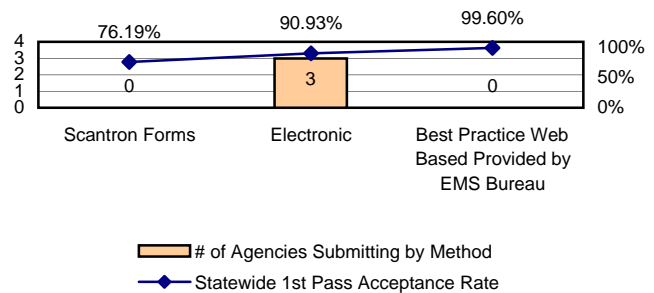 76.19% 90.93% 99.60%
4
3
2
1
0
0 3 0
100%
50%
0%
Scantron Forms
Electronic
Best Practice Web
Based Provided by
EMS Bureau
# of Agencies Submitting by Method
Statewide 1st Pass Acceptance Rate